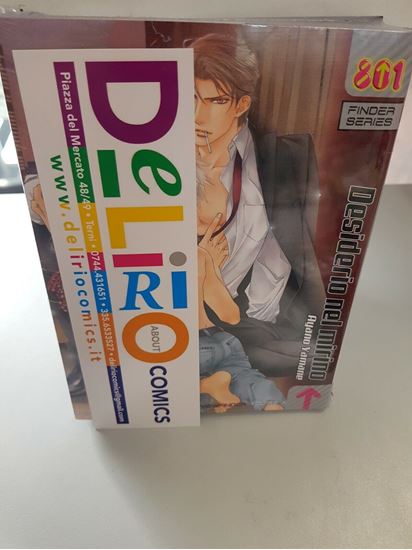 801
FINDER
SERIES
Desiderio nel mirino
Ayano Yamane
DeLiRiO
ABOUT
COMICS
Piazza del Mercato 48/49 • Terni • 0744.431651 • 335.6533527 • deliriocomics@gmail.com
www.deliriocomics.it